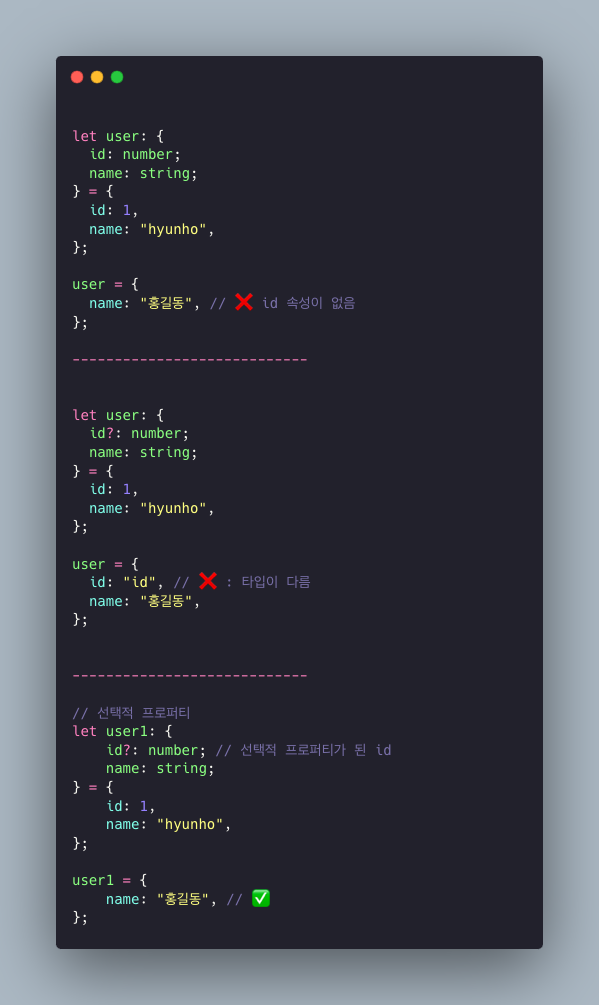 let user: {
  id: number;
  name: string;
} = {
  id: 1,
  name: "hyunho",
};

user = {
  name: "홍길동", // ❌ id 속성이 없음
};

----------------------------

let user: {
  id?: number;
  name: string;
} = {
  id: 1,
  name: "hyunho",
};

user = {
  id: "id", // ❌ : 타입이 다름
  name: "홍길동",
};

----------------------------

// 선택적 프로퍼티
let user1: {
    id?: number; // 선택적 프로퍼티가 된 id
    name: string;
} = {
    id: 1,
    name: "hyunho",
};

user1 = {
    name: "홍길동", // ✅
};